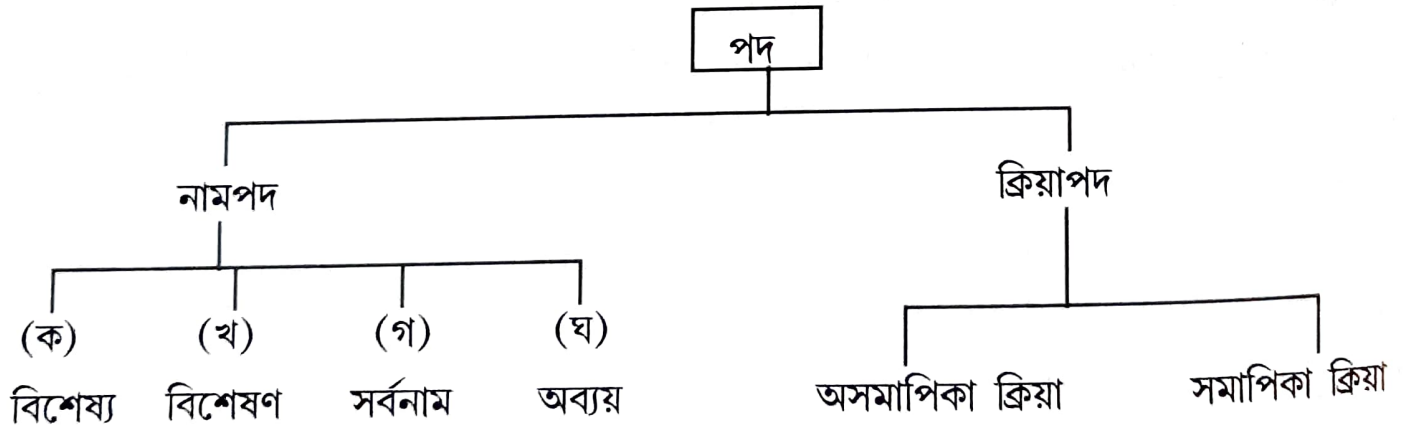 পদ
নামপদ ক্রিয়াপদ
(ক) (খ) (গ) (ঘ)
বিশেষ্য বিশেষণ সর্বনাম অব্যয় অসমাপিকা ক্রিয়া সমাপিকা ক্রিয়া